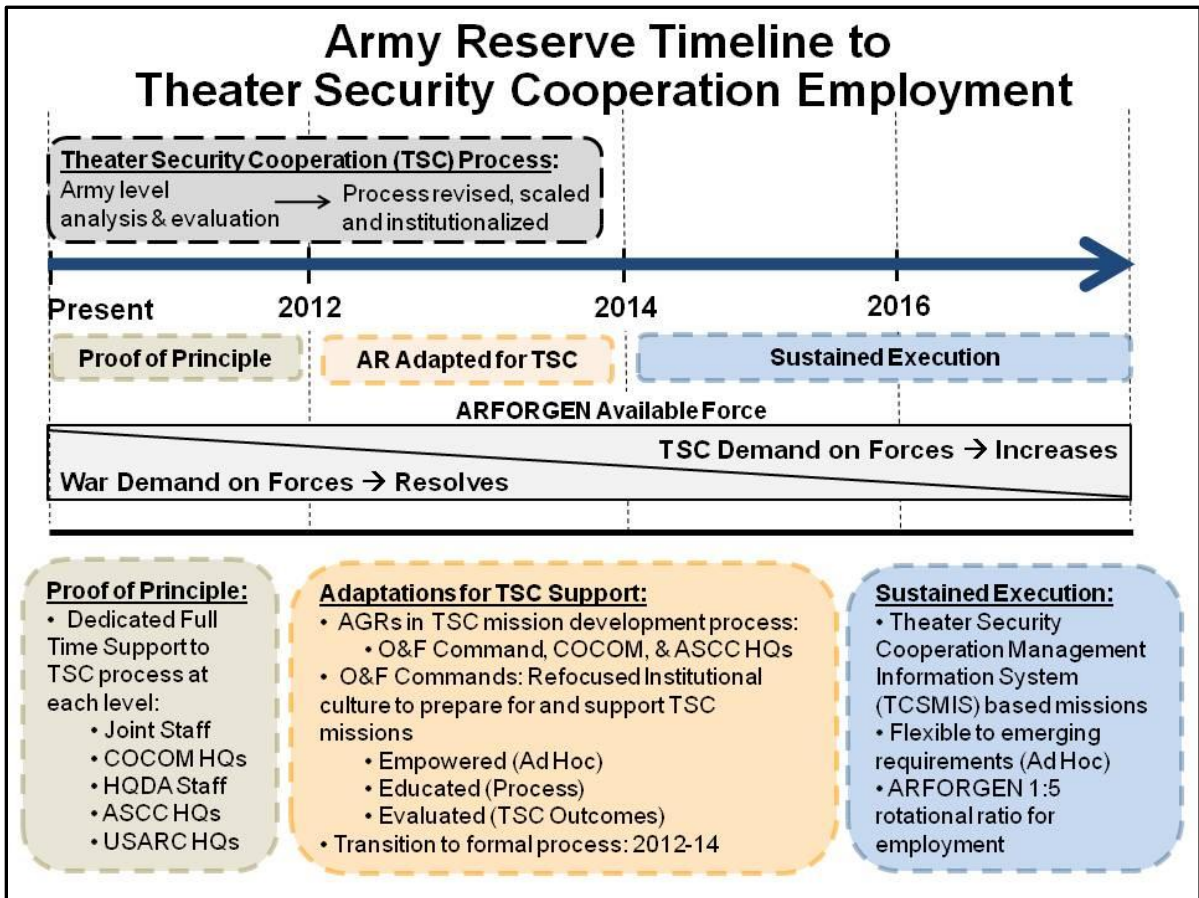 Army Reserve Timeline to
Theater Security Cooperation Employment
Theater Security Cooperation (TSC) Process:
Army level
analysis & evaluation → Process revised, scaled
and institutionalized
Present 2012 2014 2016
Proof of Principle
AR Adapted for TSC
Sustained Execution
ARFORGEN Available Force
TSC Demand on Forces → Increases
War Demand on Forces → Resolves
Proof of Principle:
• Dedicated Full
Time Support to
TSC process at
each level:
• Joint Staff
• COCOM HQs
• HQDA Staff
• ASCC HQs
• USARC HQs
Adaptations for TSC Support:
• AGRs in TSC mission development process:
• O&F Command, COCOM, & ASCC HQs
• O&F Commands: Refocused Institutional
culture to prepare for and support TSC
missions
• Empowered (Ad Hoc)
• Educated (Process)
• Evaluated (TSC Outcomes)
• Transition to formal process: 2012-14
Sustained Execution:
• Theater Security
Cooperation Management
Information System
(TCSMIS) based missions
• Flexible to emerging
requirements (Ad Hoc)
• ARFORGEN 1:5
rotational ratio for
employment